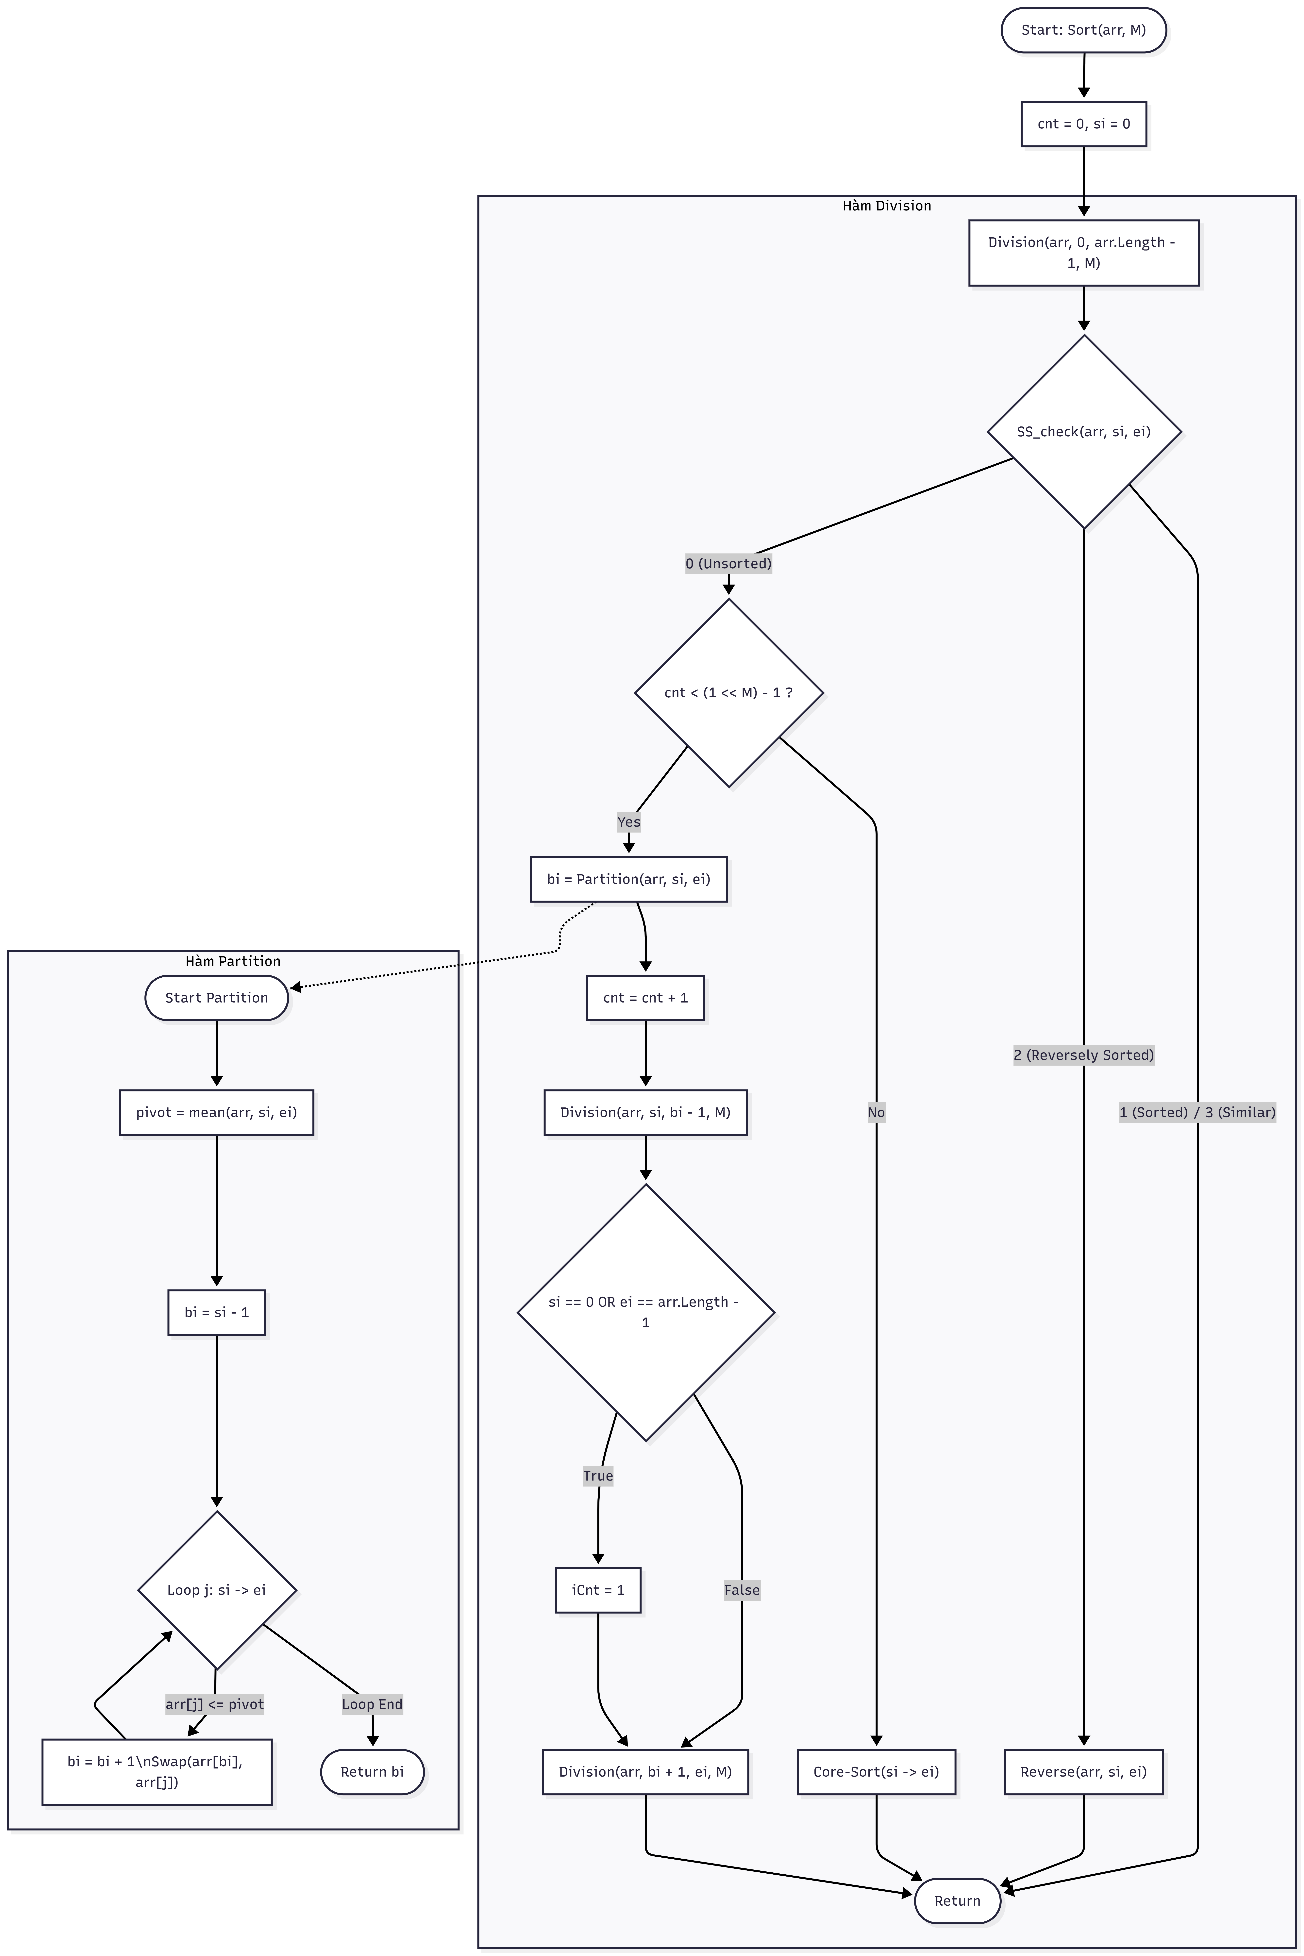 Start: Sort(arr, M)
cnt = 0, si = 0
Hàm Division
Division(arr, 0, arr.Length -
1, M)
SS_check(arr, si, ei)
0 (Unsorted)
cnt < (1 << M) - 1 ?
Yes
bi = Partition(arr, si, ei)
Hàm Partition
Start Partition
cnt = cnt + 1
2 (Reversely Sorted)
pivot = mean(arr, si, ei)
Division(arr, si, bi - 1, M)
No
1 (Sorted) / 3 (Similar)
bi = si - 1
si == 0 OR ei == arr.Length -
1
True
Loop j: si -> ei
iCnt = 1
False
arr[j] <= pivot
Loop End
bi = bi + 1\nSwap(arr[bi],
arr[j])
Return bi
Division(arr, bi + 1, ei, M)
Core-Sort(si -> ei)
Reverse(arr, si, ei)
Return